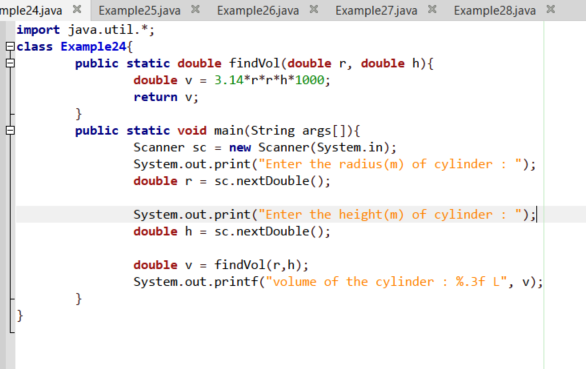 mple24.java Example25.java Example26.java Example27.java Example28.java
import java.util.*;
class Example24{
public static double findVol(double r, double h){
double v = 3.14*r*r*h*1000;
return v;
}
public static void main(String args[]){
Scanner sc = new Scanner(System.in);
System.out.print("Enter the radius(m) of cylinder : ");
double r = sc.nextDouble();
System.out.print("Enter the height(m) of cylinder : ");
double h = sc.nextDouble();
double v = findVol(r,h);
System.out.printf("volume of the cylinder : %.3f L", v);
}
}